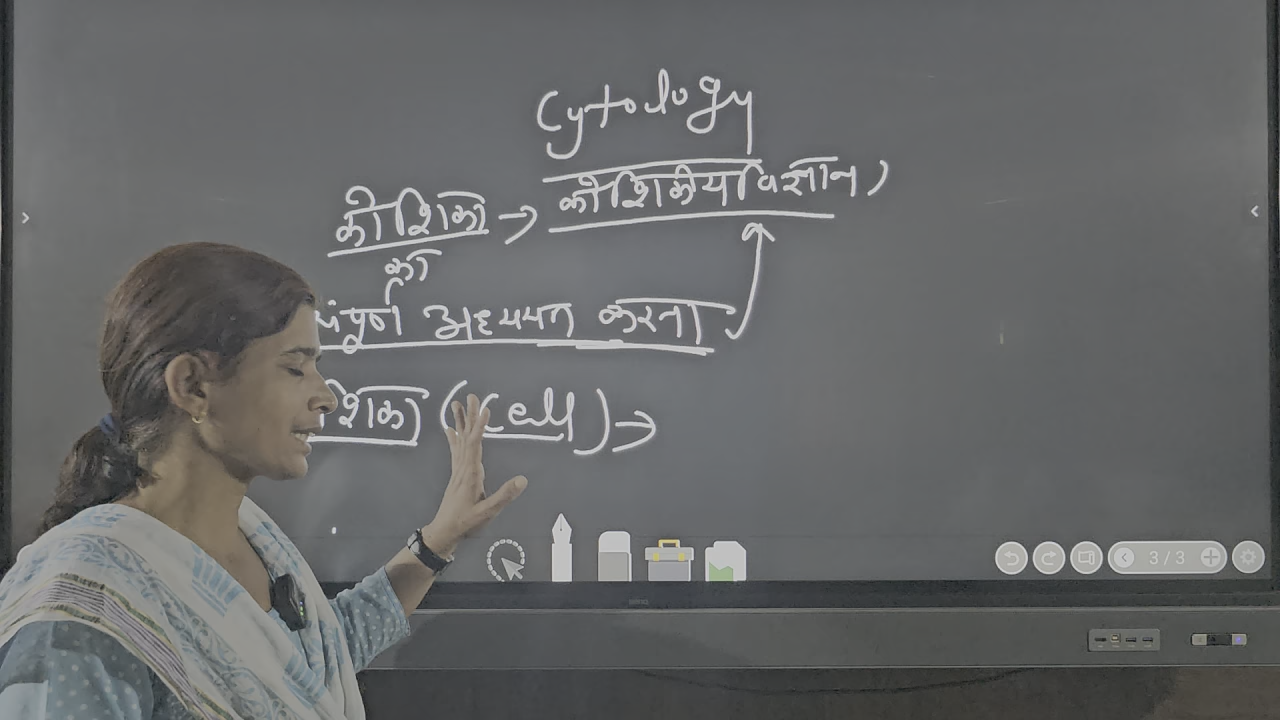 Cytology
कोशिका → कोशिकीय विज्ञान,
का
संपूर्ण अध्ययन करना
शिका (Cell) →
3/3